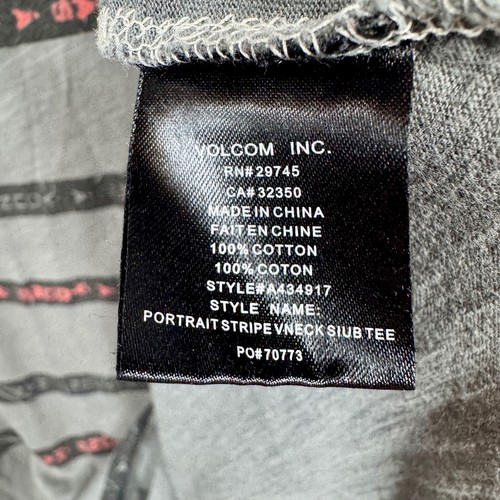 VOLCOM INC.
RN#29745
CA#32350
MADE IN CHINA
FAIT EN CHINE
100% COTTON
100% COTON
STYLE#A434917
STYLE NAME:
PORTRAIT STRIPE VNECK S/UB TEE
PO#70773